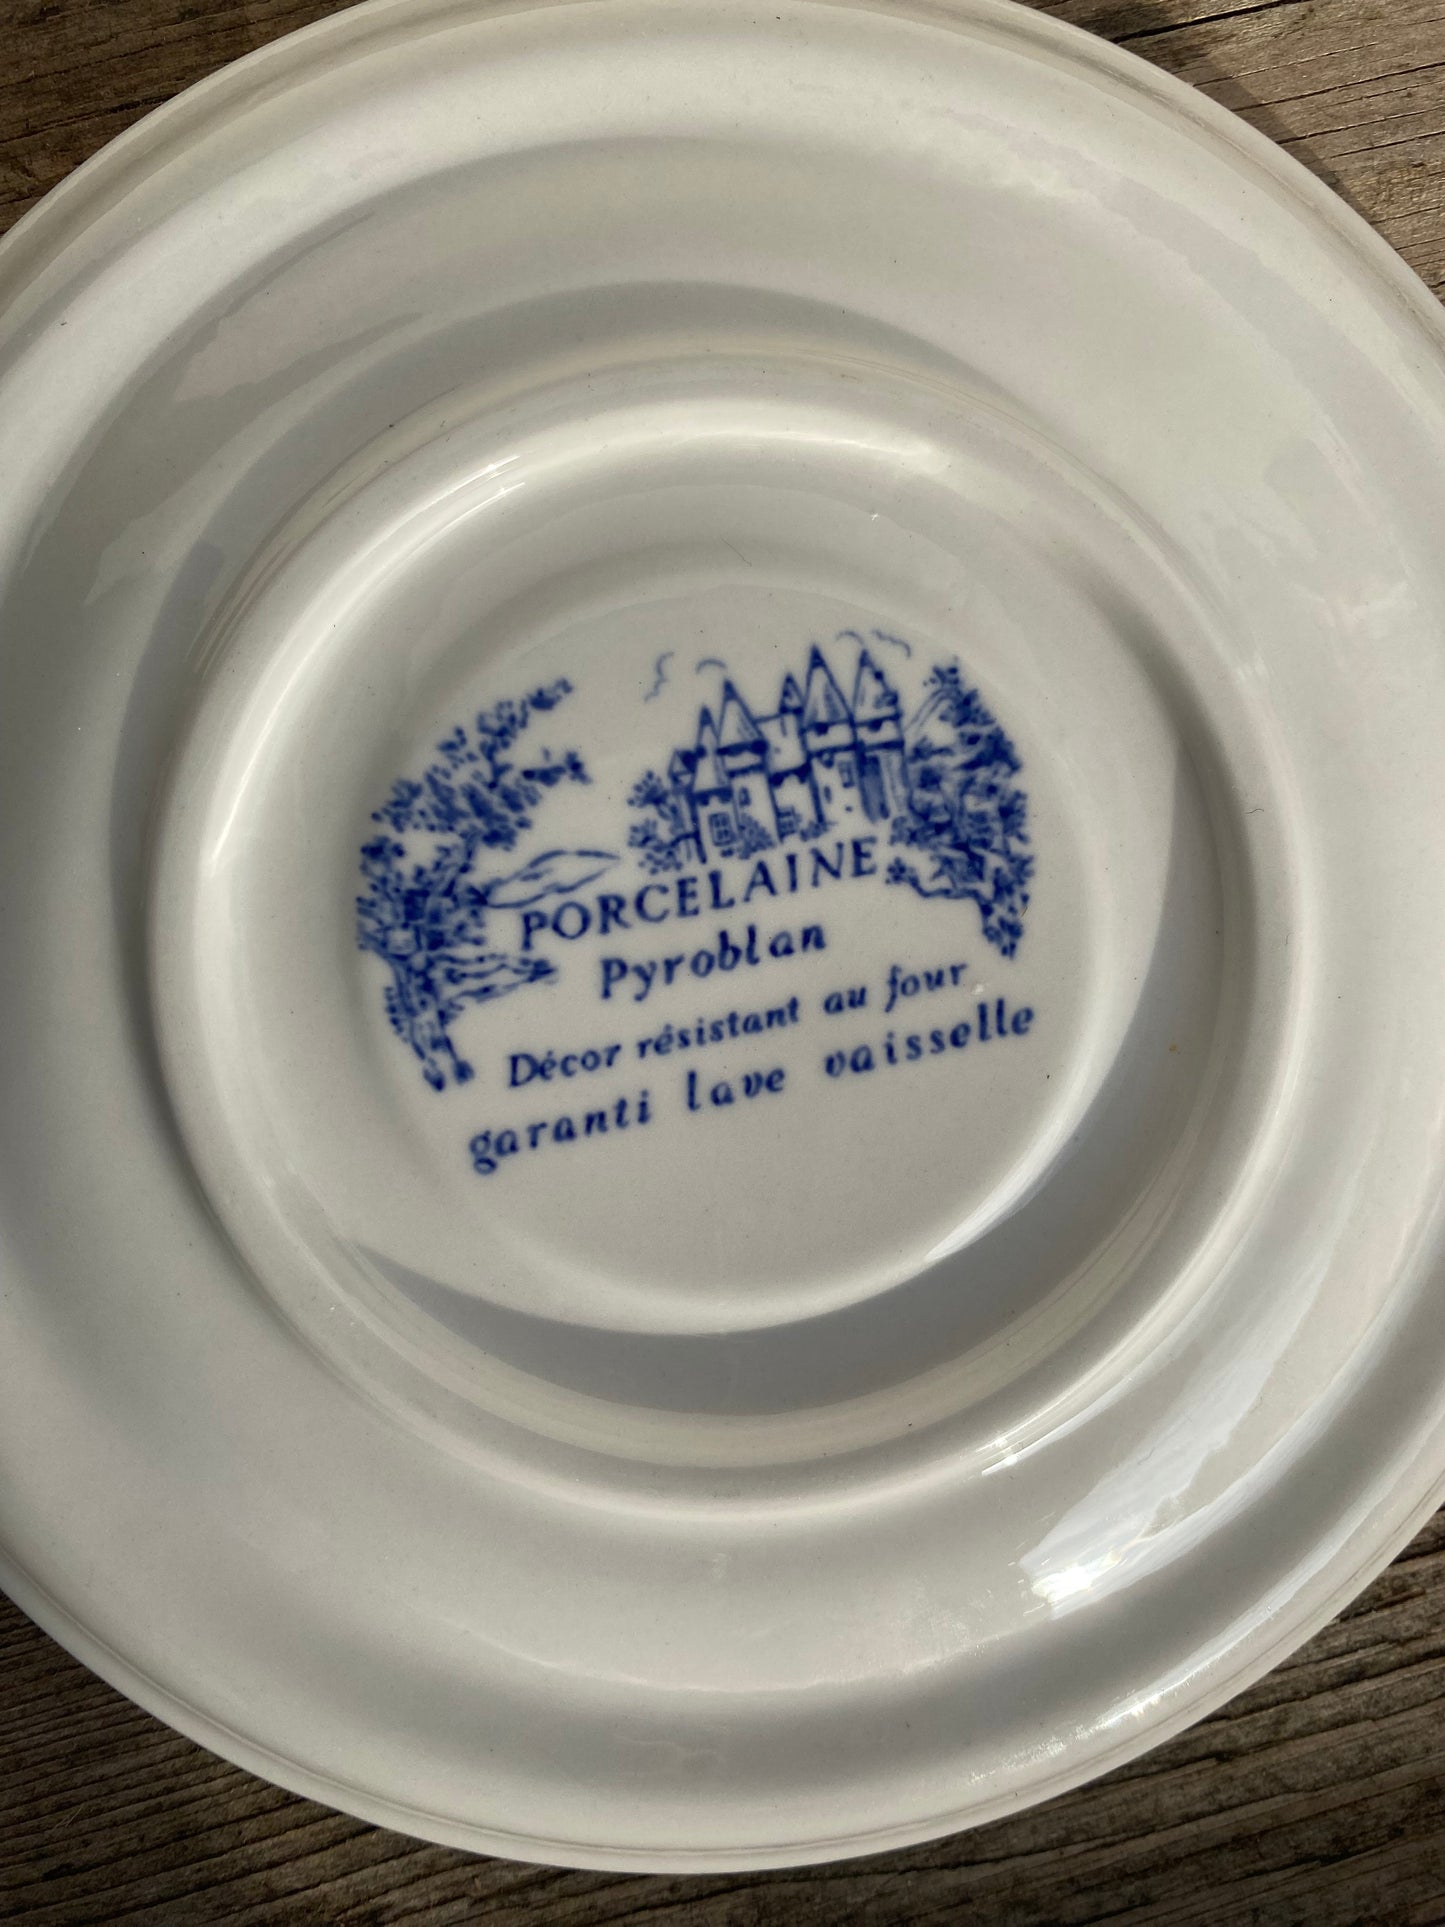 PORCELAINE
Pyroblan
Décor résistant au four
garanti lave vaisselle